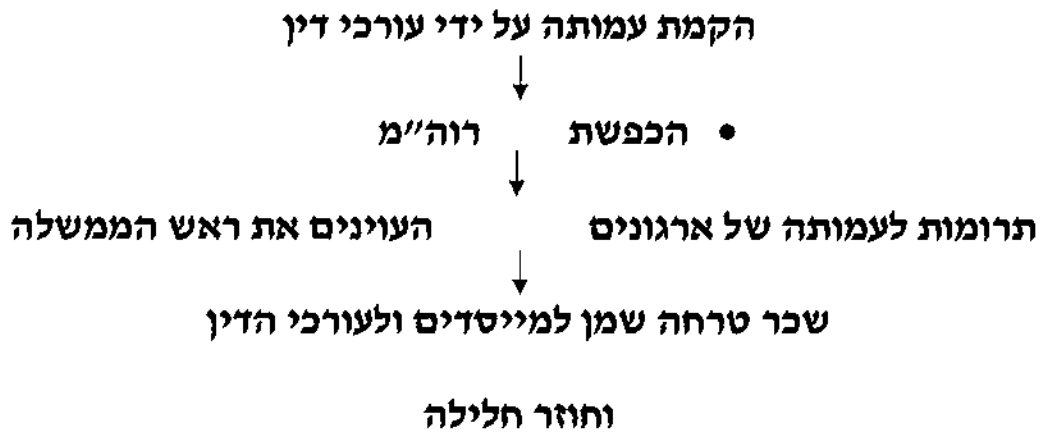 הקמת עמותה על ידי עורכי דין
• הכפשת רוה״מ
תרומות לעמותה של ארגונים העוינים את ראש הממשלה
שכר טרחה שמן למייסדים ולעורכי הדין
וחוזר חלילה